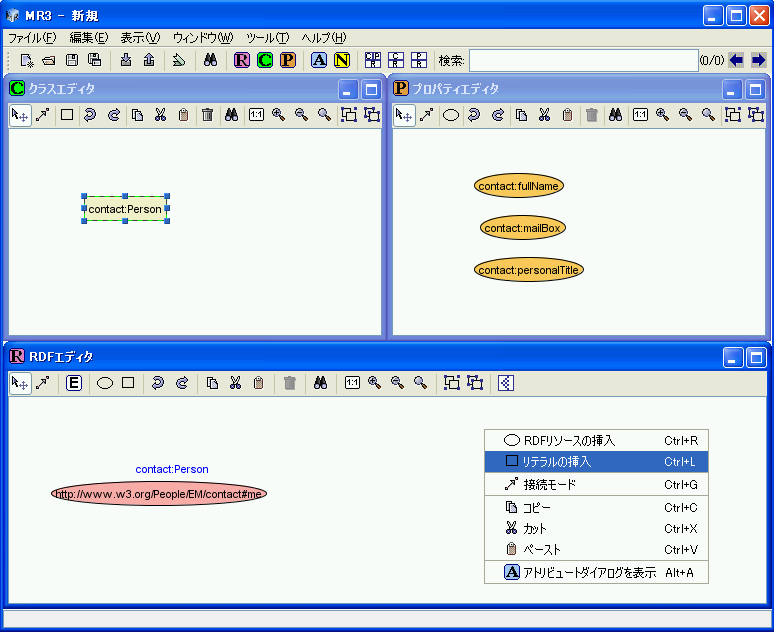 MR3 - 新規
ファイル(F) 編集(E) 表示(V) ウィンドウ(W) ツール(T) ヘルプ(H)
R C P A N C P R C R P R 検索: (0/0)
C クラスエディタ
P プロパティエディタ
1:1
1:1
contact:Person
contact:fullName
contact:mailBox
contact:personalTitle
R RDFエディタ
E 1:1
contact:Person
http://www.w3.org/People/EM/contact#me
RDFリソースの挿入 Ctrl+R
リテラルの挿入 Ctrl+L
接続モード Ctrl+G
コピー Ctrl+C
カット Ctrl+X
ペースト Ctrl+V
A アトリビュートダイアログを表示 Alt+A